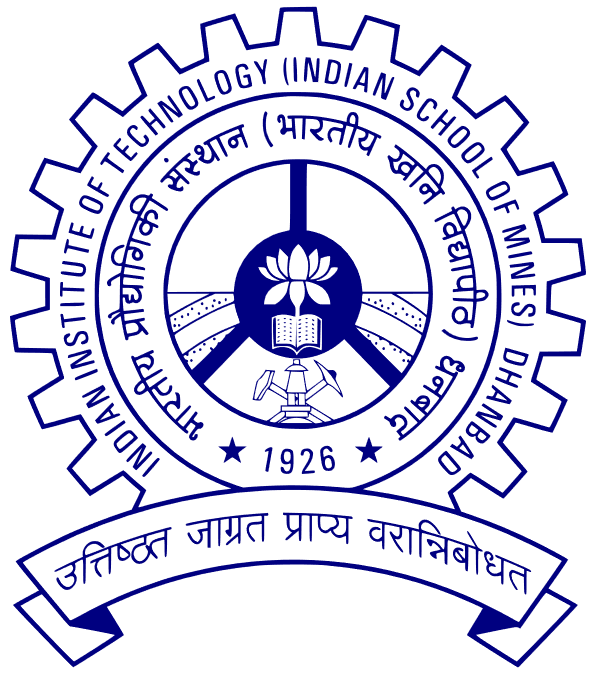 INDIAN INSTITUTE OF TECHNOLOGY (INDIAN SCHOOL OF MINES) DHANBAD
भारतीय प्रौद्योगिकी संस्थान (भारतीय खनि विद्यापीठ) धनबाद
1926
उत्तिष्ठत जाग्रत प्राप्य वरान्निबोधत